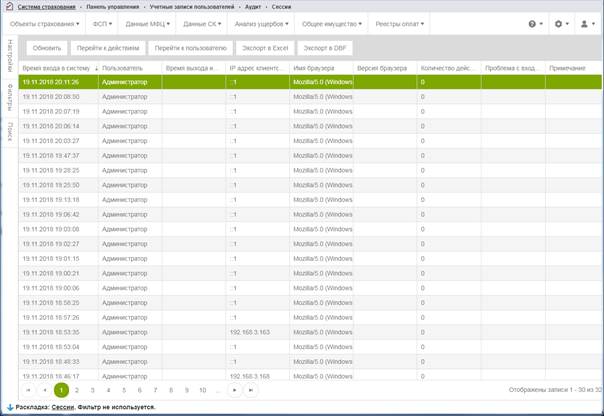 Система страхования • Панель управления • Учетные записи пользователей • Аудит • Сессии
Объекты страхования ФСП Данные МФЦ Данные СК Анализ ущербов Общее имущество Реестры оплат
Обновить Перейти к действиям Перейти к пользователю Экспорт в Excel Экспорт в DBF
Настройки
Фильтры
Поиск
Время входа в систему ↓ Пользователь Время выхода и... IP адрес клиентс... Имя браузера Версия браузера Количество дейс... Проблема с вход... Примечание
19.11.2018 20:11:26 Администратор ::1 Mozilla/5.0 (Windows 0
19.11.2018 20:08:50 Администратор ::1 Mozilla/5.0 (Windows 0
19.11.2018 20:07:19 Администратор ::1 Mozilla/5.0 (Windows 0
19.11.2018 20:06:14 Администратор ::1 Mozilla/5.0 (Windows 0
19.11.2018 20:03:27 Администратор ::1 Mozilla/5.0 (Windows 0
19.11.2018 19:47:37 Администратор ::1 Mozilla/5.0 (Windows 0
19.11.2018 19:28:25 Администратор ::1 Mozilla/5.0 (Windows 0
19.11.2018 19:25:50 Администратор ::1 Mozilla/5.0 (Windows 0
19.11.2018 19:13:18 Администратор ::1 Mozilla/5.0 (Windows 0
19.11.2018 19:06:42 Администратор ::1 Mozilla/5.0 (Windows 0
19.11.2018 19:03:08 Администратор ::1 Mozilla/5.0 (Windows 0
19.11.2018 19:02:27 Администратор ::1 Mozilla/5.0 (Windows 0
19.11.2018 19:01:15 Администратор ::1 Mozilla/5.0 (Windows 0
19.11.2018 19:00:21 Администратор ::1 Mozilla/5.0 (Windows 0
19.11.2018 19:00:06 Администратор ::1 Mozilla/5.0 (Windows 0
19.11.2018 18:58:25 Администратор ::1 Mozilla/5.0 (Windows 0
19.11.2018 18:57:26 Администратор ::1 Mozilla/5.0 (Windows 0
19.11.2018 18:53:35 Администратор 192.168.3.163 Mozilla/5.0 (Windows 0
19.11.2018 18:53:04 Администратор ::1 Mozilla/5.0 (Windows 0
19.11.2018 18:48:33 Администратор ::1 Mozilla/5.0 (Windows 0
19.11.2018 18:46:17 Администратор 192.168.3.168 Mozilla/5.0 (Windows 0
1 2 3 4 5 6 7 8 9 10 ... Отображены записи 1 - 30 из 32
Раскладка: Сессии. Фильтр не используется.